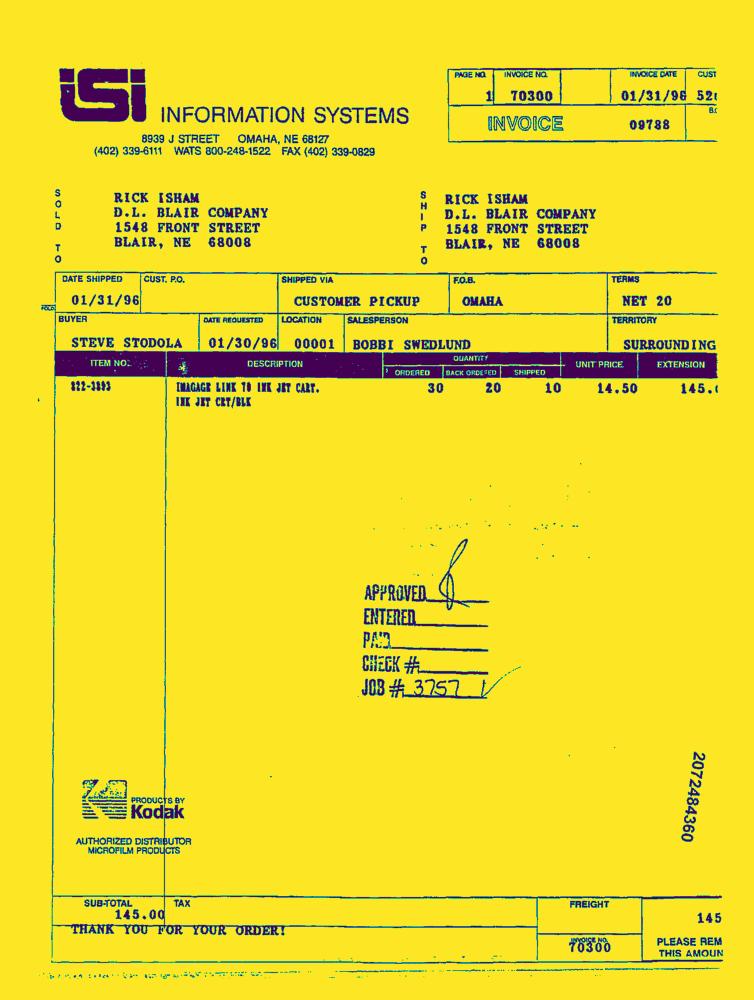 isi INFORMATION SYSTEMS
8939 J STREET OMAHA, NE 68127
(402) 339-6111 WATS 800-248-1522 FAX (402) 339-0829
PAGE NO. INVOICE NO. INVOICE DATE CUST
1 70300 01/31/96
INVOICE 09788
SOLD TO
RICK ISHAM
D.L. BLAIR COMPANY
1548 FRONT STREET
BLAIR, NE 68008
SHIP TO
RICK ISHAM
D.L. BLAIR COMPANY
1548 FRONT STREET
BLAIR, NE 68008
DATE SHIPPED CUST. P.O. SHIPPED VIA F.O.B. TERMS
01/31/96 CUSTOMER PICKUP OMAHA NET 20
BUYER DATE REQUESTED LOCATION SALESPERSON TERRITORY
STEVE STODOLA 01/30/96 00001 BOBBI SWEDLUND SURROUNDING
ITEM NO. DESCRIPTION QUANTITY UNIT PRICE EXTENSION
ORDERED BACK ORDERED SHIPPED
822-3893 IMAGAGE LINK TO INK JET CART. 30 20 10 14.50 145.
INK JET CRT/BLK
APPROVED
ENTERED
PAID
CHECK #
JOB # 3757
2072484360
PRODUCTS BY
Kodak
AUTHORIZED DISTRIBUTOR
MICROFILM PRODUCTS
SUB-TOTAL TAX FREIGHT
145.00 145
THANK YOU FOR YOUR ORDER!
INVOICE NO.
70300
PLEASE REM
THIS AMOUN